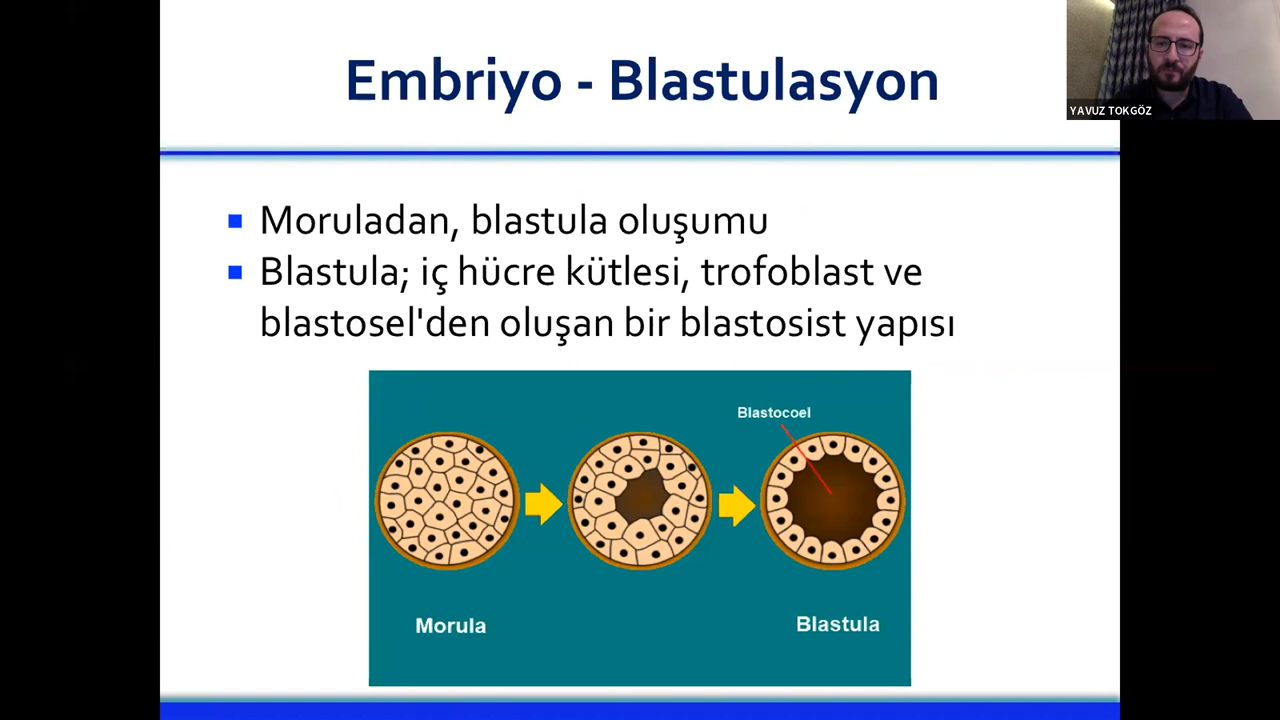 Embriyo - Blastulasyon
YAVUZ TOKGÖZ
Moruladan, blastula oluşumu
Blastula; iç hücre kütlesi, trofoblast ve
blastosel'den oluşan bir blastosist yapısı
Blastocoel
Morula
Blastula